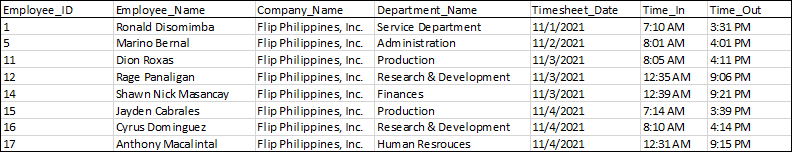 Employee_ID Employee_Name Company_Name Department_Name Timesheet_Date Time_In Time_Out
1 Ronald Disomimba Flip Philippines, Inc. Service Department 11/1/2021 7:10 AM 3:31 PM
5 Marino Bernal Flip Philippines, Inc. Administration 11/2/2021 8:01 AM 4:01 PM
11 Dion Roxas Flip Philippines, Inc. Production 11/3/2021 8:05 AM 4:11 PM
12 Rage Panaligan Flip Philippines, Inc. Research & Development 11/3/2021 12:35 AM 9:06 PM
14 Shawn Nick Masancay Flip Philippines, Inc. Finances 11/3/2021 12:39 AM 9:21 PM
15 Jayden Cabrales Flip Philippines, Inc. Production 11/4/2021 7:14 AM 3:39 PM
16 Cyrus Dominguez Flip Philippines, Inc. Research & Development 11/4/2021 8:10 AM 4:14 PM
17 Anthony Macalintal Flip Philippines, Inc. Human Resrouces 11/4/2021 12:31 AM 9:15 PM